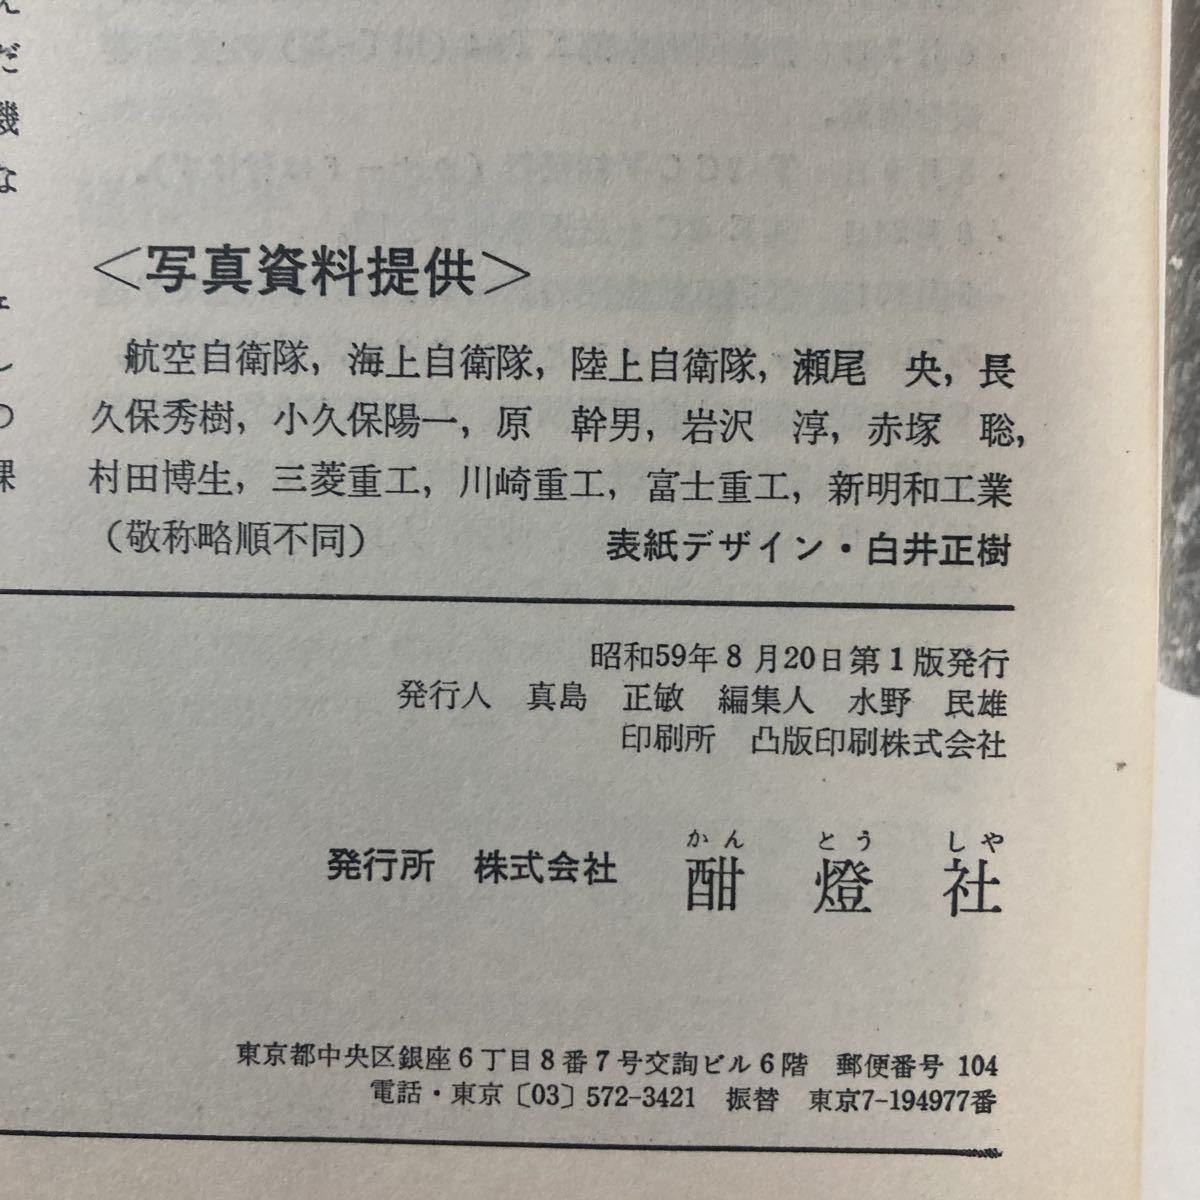 ん
だ
機
な
し
の
課
＜写真資料提供＞
航空自衛隊，海上自衛隊，陸上自衛隊，瀬尾　央，長
久保秀樹，小久保陽一，原　幹男，岩沢　淳，赤塚　聡，
村田博生，三菱重工，川崎重工，富士重工，新明和工業
（敬称略順不同）　表紙デザイン・白井正樹
昭和59年8月20日第1版発行
発行人　真島　正敏　編集人　水野　民雄
印刷所　凸版印刷株式会社
かん　とう　しや
発行所　株式会社　酣　燈　社
東京都中央区銀座6丁目8番7号交詢ビル6階　郵便番号 104
電話・東京〔03〕572-3421　振替　東京7-194977番